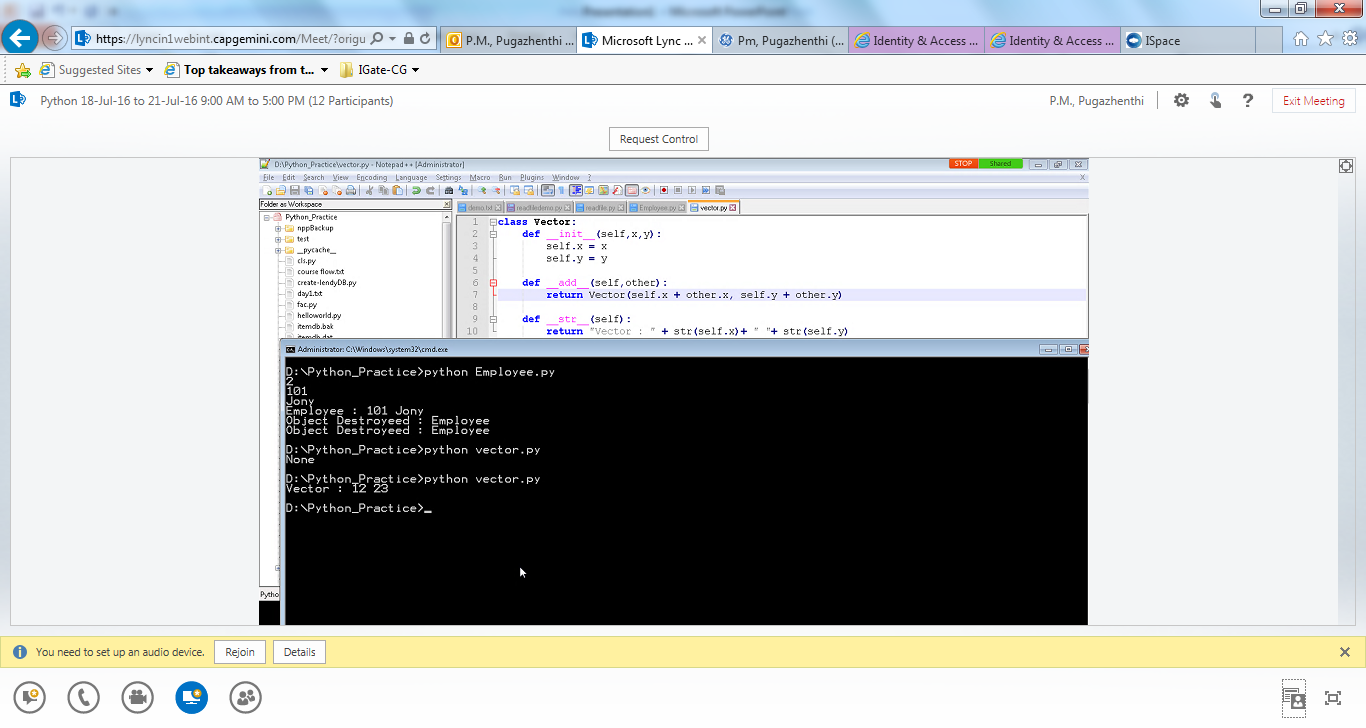 https://lyncin1webint.capgemini.com/Meet/?origu
P.M., Pugazhenthi ...
Microsoft Lync ...
Pm, Pugazhenthi (...
Identity & Access ...
Identity & Access ...
ISpace
Suggested Sites
Top takeaways from t...
IGate-CG
Python 18-Jul-16 to 21-Jul-16 9:00 AM to 5:00 PM (12 Participants)
P.M., Pugazhenthi
?
Exit Meeting
Request Control
D:\Python_Practice\vector.py - Notepad++ [Administrator]
STOP
Shared
File Edit Search View Encoding Language Settings Macro Run Plugins Window ?
X
Folder as Workspace
demo.txt
readfiledemo.py
readfile.py
Employee.py
vector.py
Python_Practice
nppBackup
test
__pycache__
cls.py
course flow.txt
create-lendyDB.py
day1.txt
fac.py
helloworld.py
itemdb.bak
itemdb.dat
1 class Vector:
2 def __init__(self,x,y):
3 self.x = x
4 self.y = y
5
6 def __add__(self,other):
7 return Vector(self.x + other.x, self.y + other.y)
8
9 def __str__(self):
10 return "Vector : " + str(self.x)+ " "+ str(self.y)
Administrator: C:\Windows\system32\cmd.exe
D:\Python_Practice>python Employee.py
2
101
Jony
Employee : 101 Jony
Object Destroyeed : Employee
Object Destroyeed : Employee
D:\Python_Practice>python vector.py
None
D:\Python_Practice>python vector.py
Vector : 12 23
D:\Python_Practice>_
Pytho
You need to set up an audio device.
Rejoin
Details